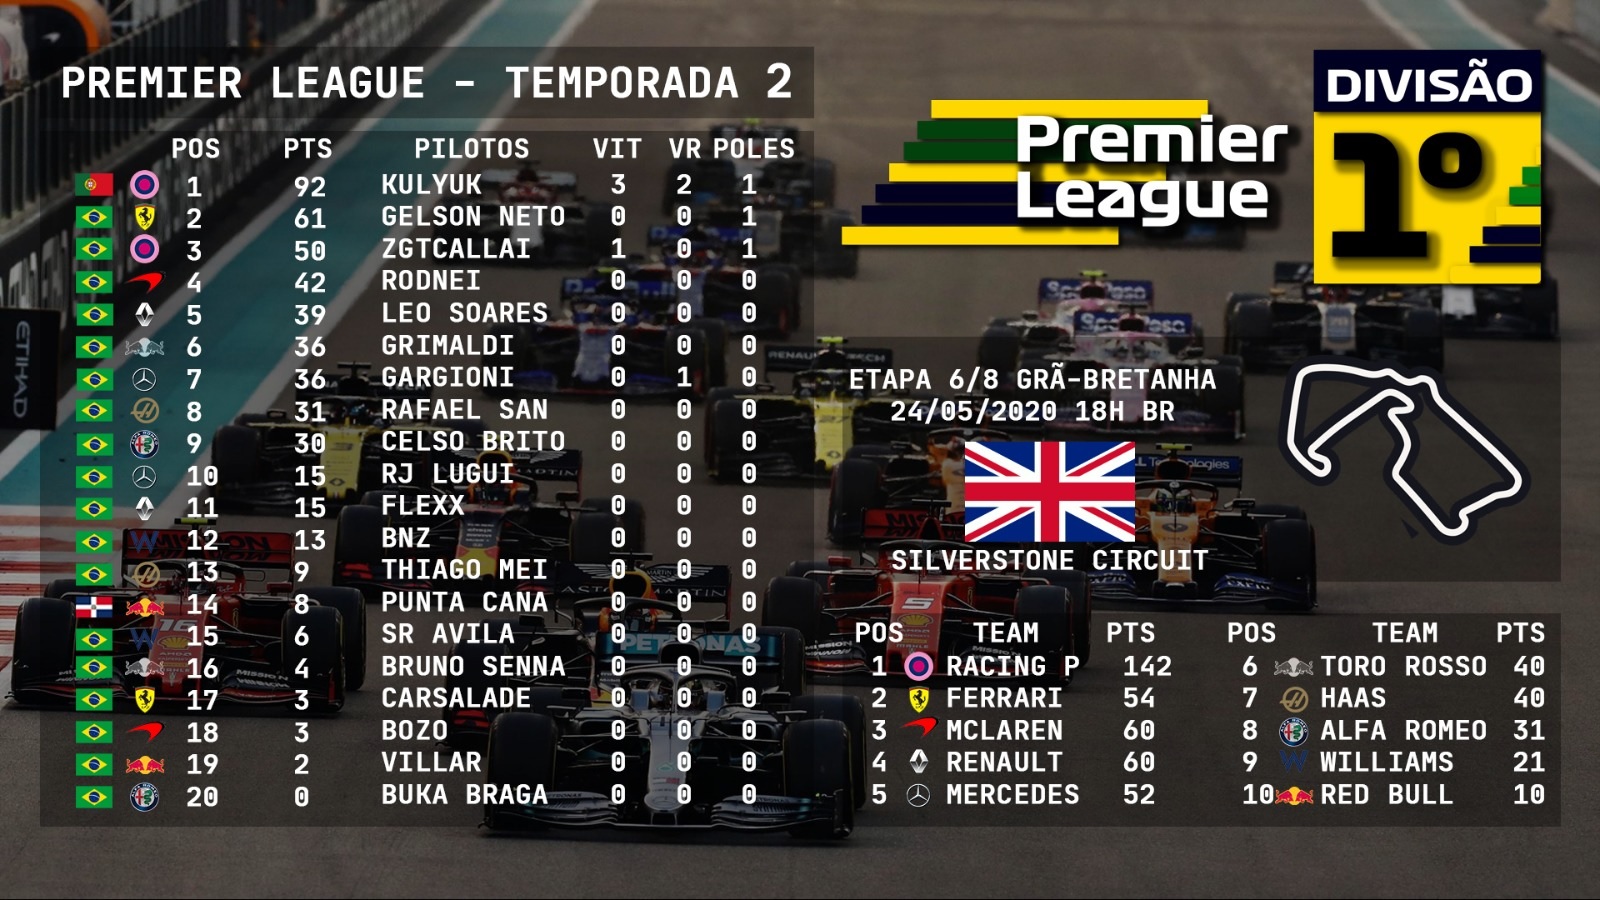 PREMIER LEAGUE - TEMPORADA 2
POS PTS PILOTOS VIT VR POLES
1 92 KULYUK 3 2 1
2 61 GELSON NETO 0 0 1
3 50 ZGTCALLAI 1 0 1
4 42 RODNEI 0 0 0
5 39 LEO SOARES 0 0 0
6 36 GRIMALDI 0 0 0
7 36 GARGIONI 0 1 0
8 31 RAFAEL SAN 0 0 0
9 30 CELSO BRITO 0 0 0
10 15 RJ LUGUI 0 0 0
11 15 FLEXX 0 0 0
12 13 BNZ 0 0 0
13 9 THIAGO MEI 0 0 0
14 8 PUNTA CANA 0 0 0
15 6 SR AVILA 0 0 0
16 4 BRUNO SENNA 0 0 0
17 3 CARSALADE 0 0 0
18 3 BOZO 0 0 0
19 2 VILLAR 0 0 0
20 0 BUKA BRAGA 0 0 0
Premier
League
DIVISÃO
1º
ETAPA 6/8 GRÃ-BRETANHA
24/05/2020 18H BR
SILVERSTONE CIRCUIT
POS TEAM PTS
1 RACING P 142
2 FERRARI 54
3 MCLAREN 60
4 RENAULT 60
5 MERCEDES 52
POS TEAM PTS
6 TORO ROSSO 40
7 HAAS 40
8 ALFA ROMEO 31
9 WILLIAMS 21
10 RED BULL 10
ETIHAD
PETRONAS
5
16